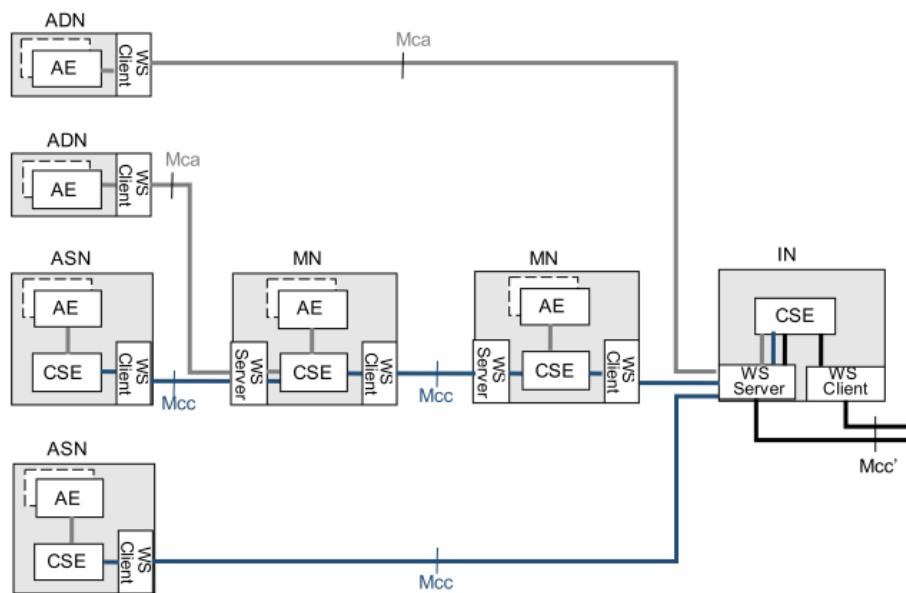 ADN
AE
WS
Client
Mca
ADN
AE
WS
Client
Mca
ASN
AE
CSE
WS
Client
Mcc
MN
AE
WS
Server
CSE
WS
Client
Mcc
MN
AE
WS
Server
CSE
WS
Client
IN
CSE
WS
Server
WS
Client
Mcc'
ASN
AE
CSE
WS
Client
Mcc